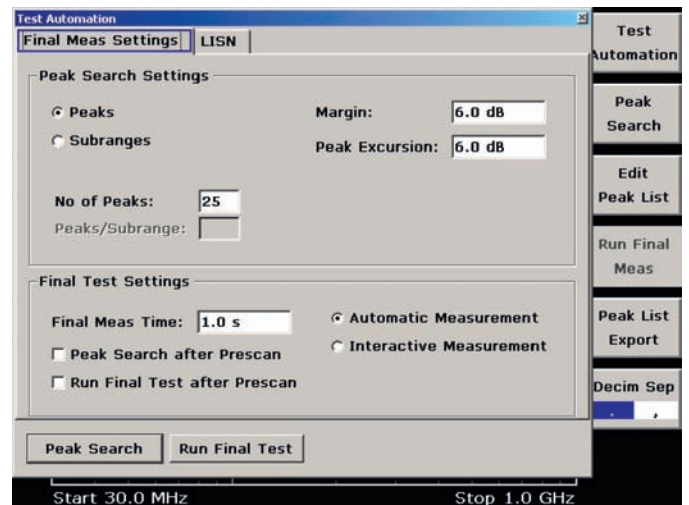 Test Automation
Final Meas Settings
LISN
Peak Search Settings
Peaks
Subranges
Margin: 6.0 dB
Peak Excursion: 6.0 dB
No of Peaks: 25
Peaks/Subrange:
Final Test Settings
Final Meas Time: 1.0 s
Peak Search after Prescan
Run Final Test after Prescan
Automatic Measurement
Interactive Measurement
Peak Search
Run Final Test
Start 30.0 MHz
Stop 1.0 GHz
Test
Automation
Peak
Search
Edit
Peak List
Run Final
Meas
Peak List
Export
Decim Sep
. ,